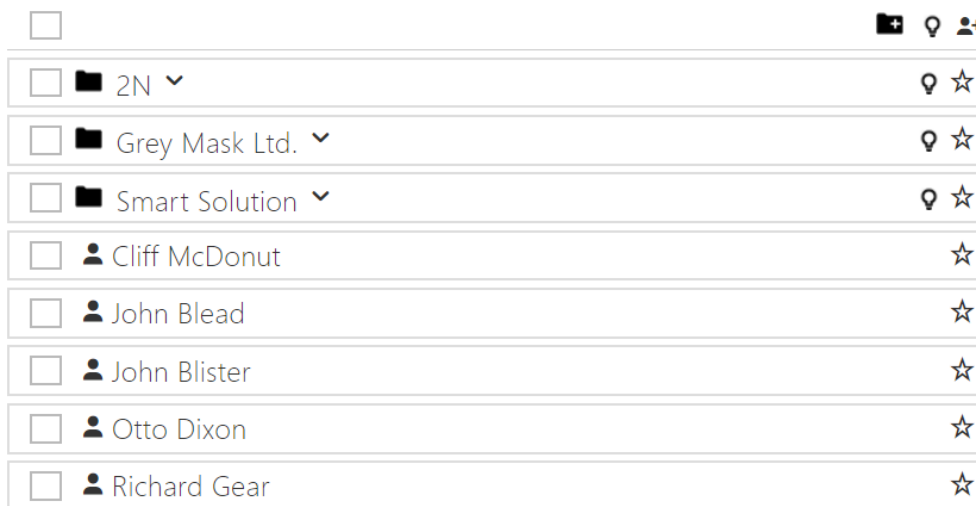 2N
Grey Mask Ltd.
Smart Solution
Cliff McDonut
John Blead
John Blister
Otto Dixon
Richard Gear